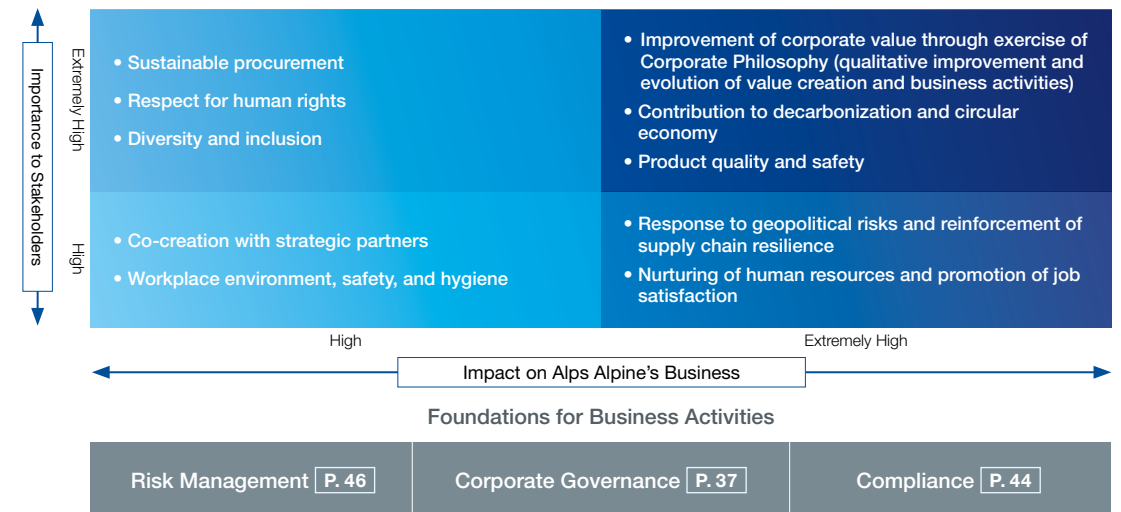 Importance to Stakeholders
Extremely High
• Sustainable procurement
• Respect for human rights
• Diversity and inclusion
• Improvement of corporate value through exercise of
Corporate Philosophy (qualitative improvement and
evolution of value creation and business activities)
• Contribution to decarbonization and circular
economy
• Product quality and safety
High
• Co-creation with strategic partners
• Workplace environment, safety, and hygiene
• Response to geopolitical risks and reinforcement of
supply chain resilience
• Nurturing of human resources and promotion of job
satisfaction
High
Extremely High
Impact on Alps Alpine’s Business
Foundations for Business Activities
Risk Management P. 46
Corporate Governance P. 37
Compliance P. 44